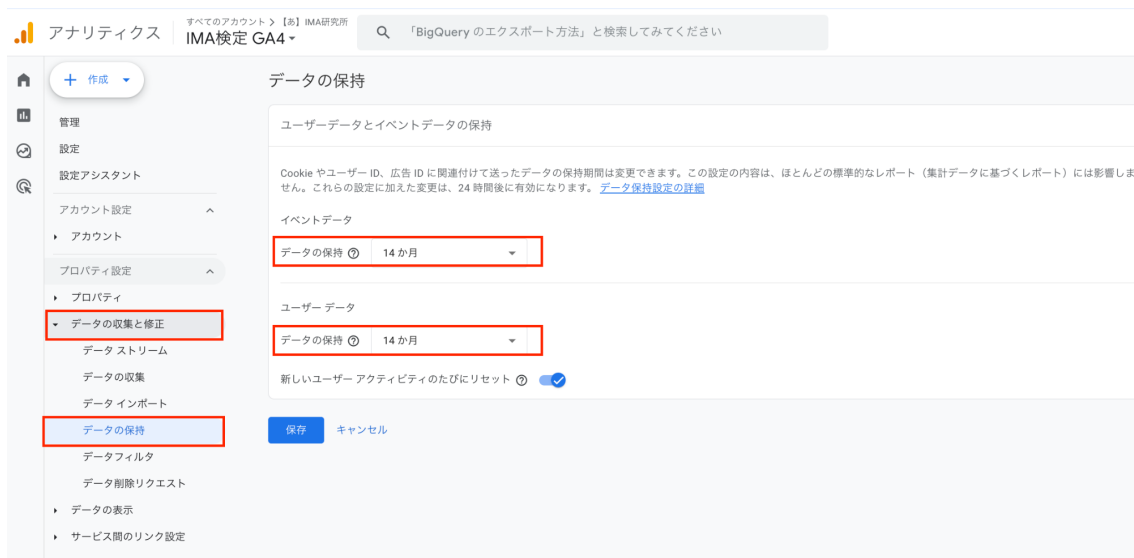 アナリティクス
すべてのアカウント > 【あ】IMA研究所
IMA検定 GA4
「BigQuery のエクスポート方法」と検索してみてください
作成
管理
設定
設定アシスタント
アカウント設定
アカウント
プロパティ設定
プロパティ
データの収集と修正
データ ストリーム
データの収集
データ インポート
データの保持
データフィルタ
データ削除リクエスト
データの表示
サービス間のリンク設定
データの保持
ユーザーデータとイベントデータの保持
Cookie やユーザー ID、広告 ID に関連付けて送ったデータの保持期間は変更できます。この設定の内容は、ほとんどの標準的なレポート（集計データに基づくレポート）には影響しま
せん。これらの設定に加えた変更は、24 時間後に有効になります。 データ保持設定の詳細
イベントデータ
データの保持 14 か月
ユーザー データ
データの保持 14 か月
新しいユーザー アクティビティのたびにリセット
保存 キャンセル